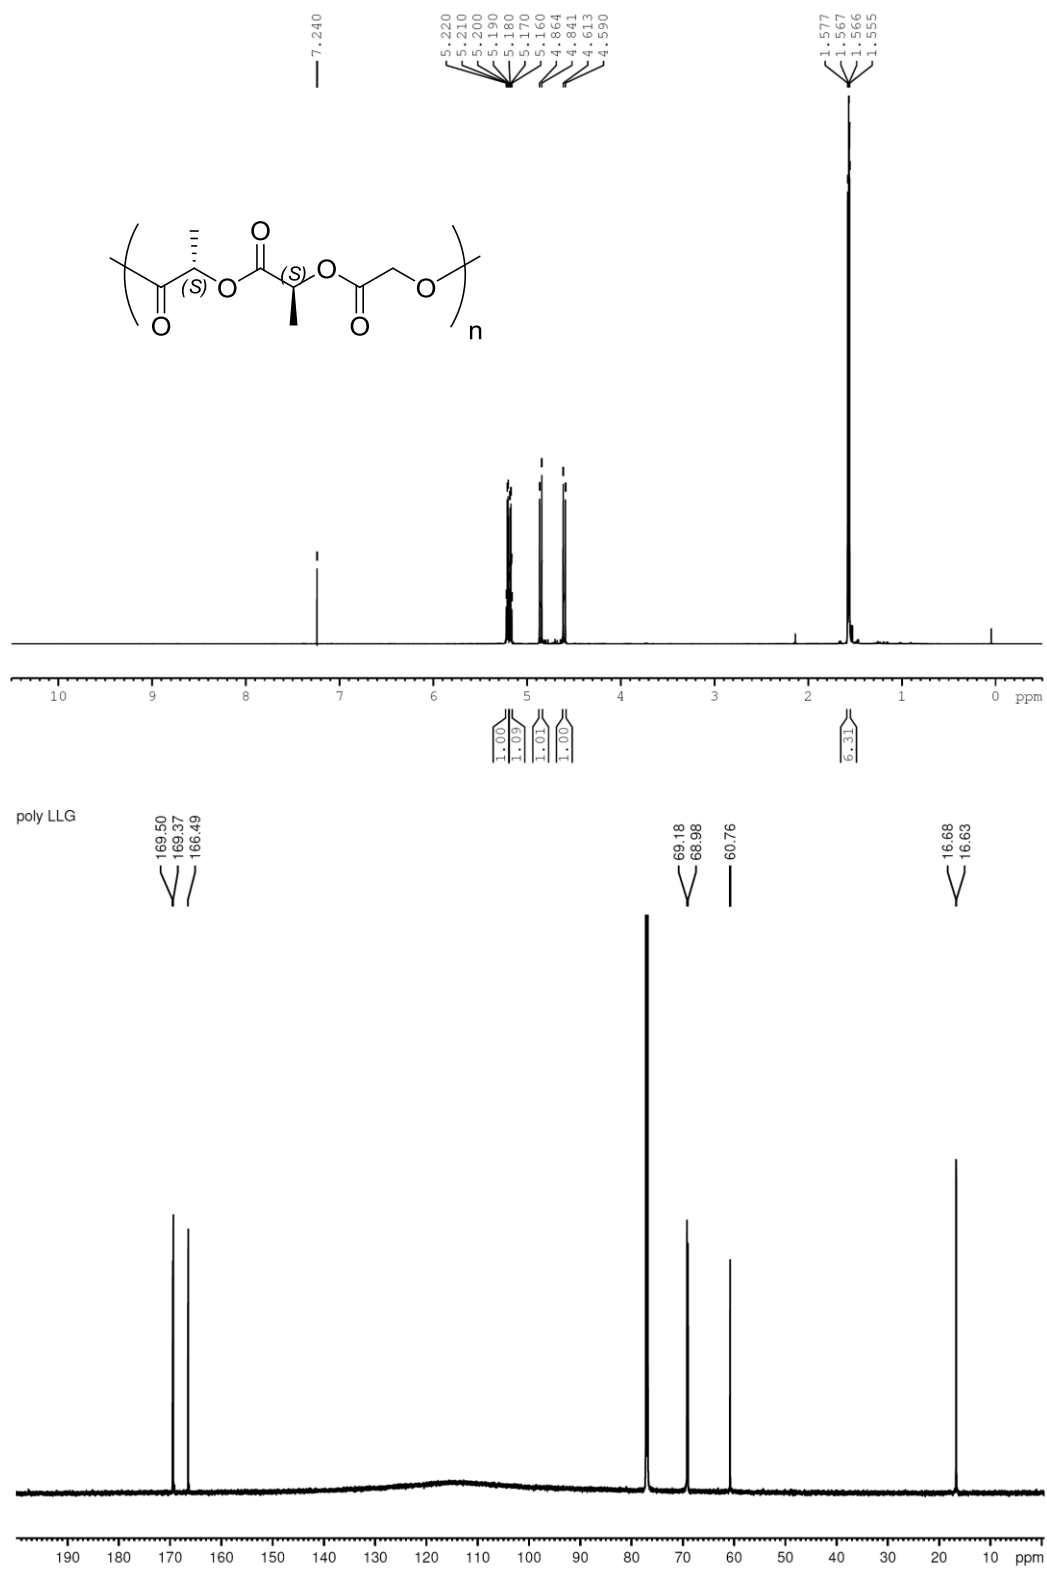 7.240
5.220
5.210
5.200
5.190
5.180
5.170
5.160
4.864
4.841
4.613
4.590
1.577
1.567
1.566
1.555
O
(S)
O
(S)
O
O
O
O
n
10 9 8 7 6 5 4 3 2 1 0 ppm
1.00
1.09
1.01
1.00
6.31
poly LLG
169.50
169.37
166.49
69.18
68.98
60.76
16.68
16.63
190 180 170 160 150 140 130 120 110 100 90 80 70 60 50 40 30 20 10 ppm